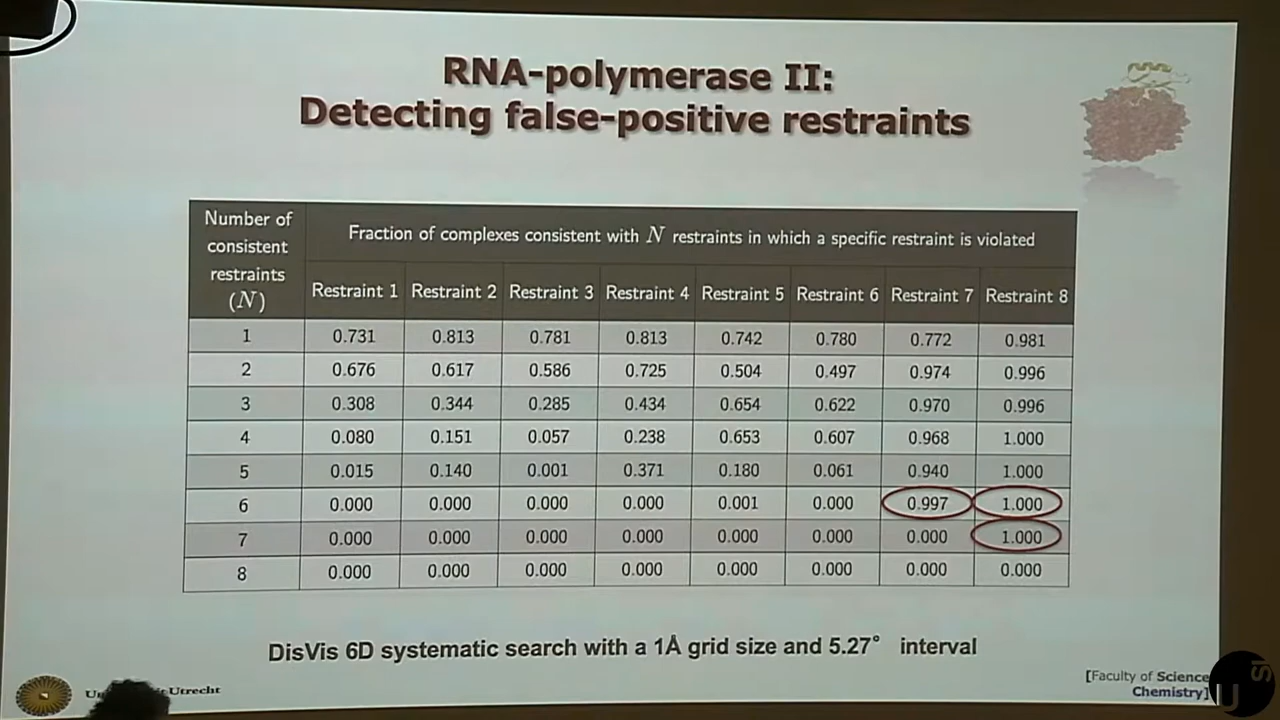 RNA-polymerase II:
Detecting false-positive restraints
Number of consistent restraints (N) Fraction of complexes consistent with N restraints in which a specific restraint is violated
Restraint 1 Restraint 2 Restraint 3 Restraint 4 Restraint 5 Restraint 6 Restraint 7 Restraint 8
1 0.731 0.813 0.781 0.813 0.742 0.780 0.772 0.981
2 0.676 0.617 0.586 0.725 0.504 0.497 0.974 0.996
3 0.308 0.344 0.285 0.434 0.654 0.622 0.970 0.996
4 0.080 0.151 0.057 0.238 0.653 0.607 0.968 1.000
5 0.015 0.140 0.001 0.371 0.180 0.061 0.940 1.000
6 0.000 0.000 0.000 0.000 0.001 0.000 0.997 1.000
7 0.000 0.000 0.000 0.000 0.000 0.000 0.000 1.000
8 0.000 0.000 0.000 0.000 0.000 0.000 0.000 0.000
DisVis 6D systematic search with a 1Å grid size and 5.27° interval
Utrecht
[Faculty of Science
Chemistry]
U SI